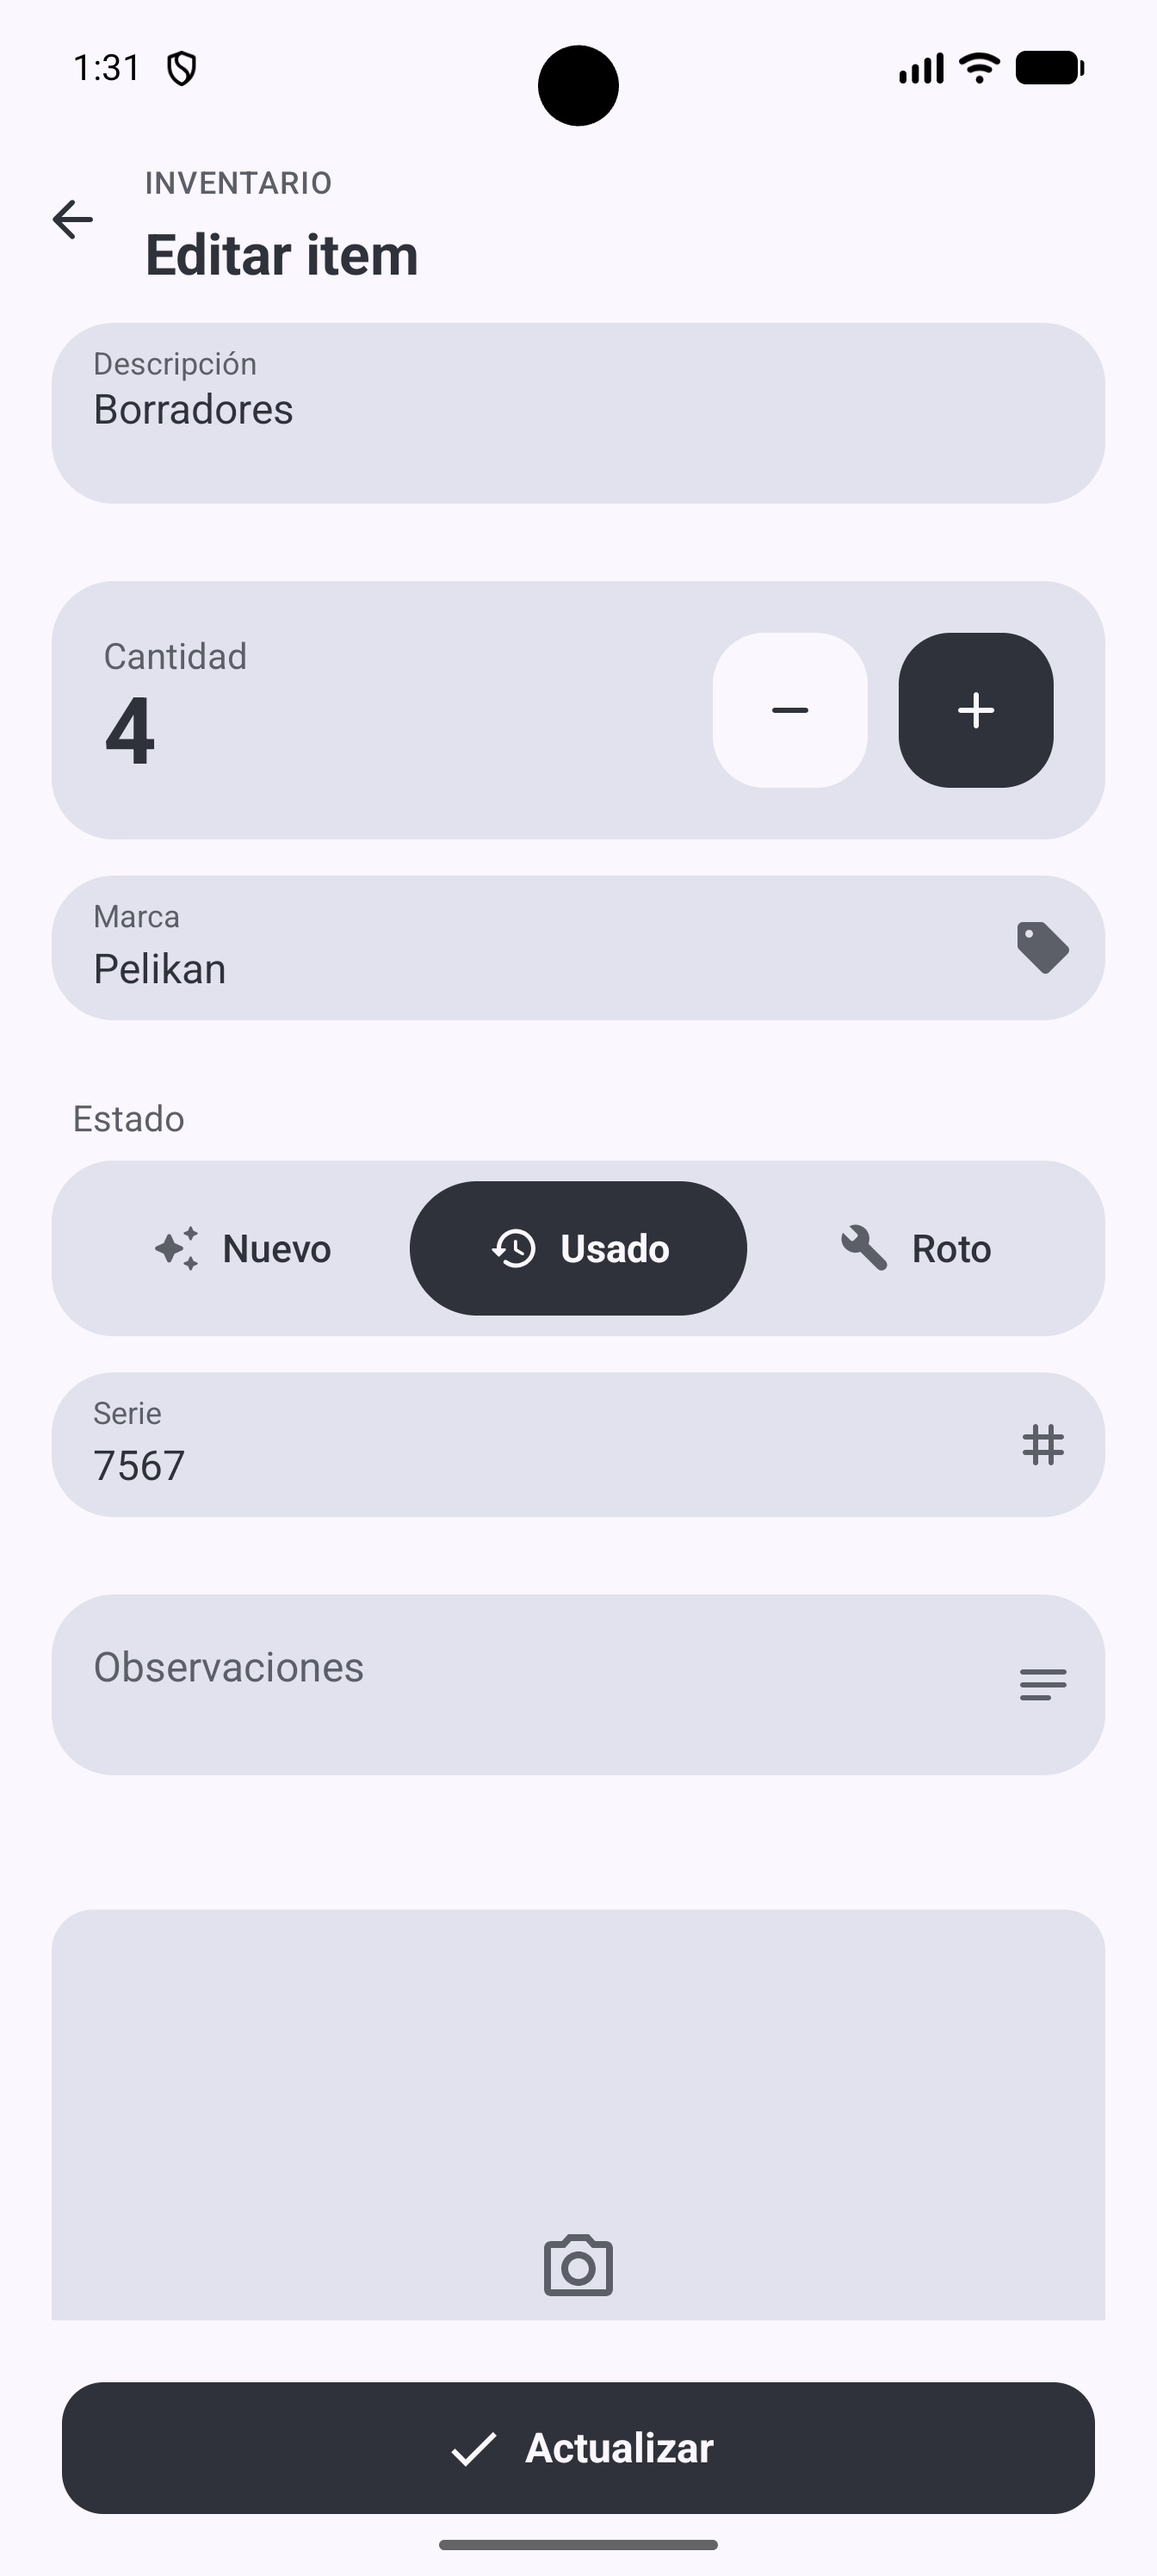 1:31
INVENTARIO
Editar item
Descripción
Borradores
Cantidad
4
Marca
Pelikan
Estado
Nuevo
Usado
Roto
Serie
7567
Observaciones
Actualizar